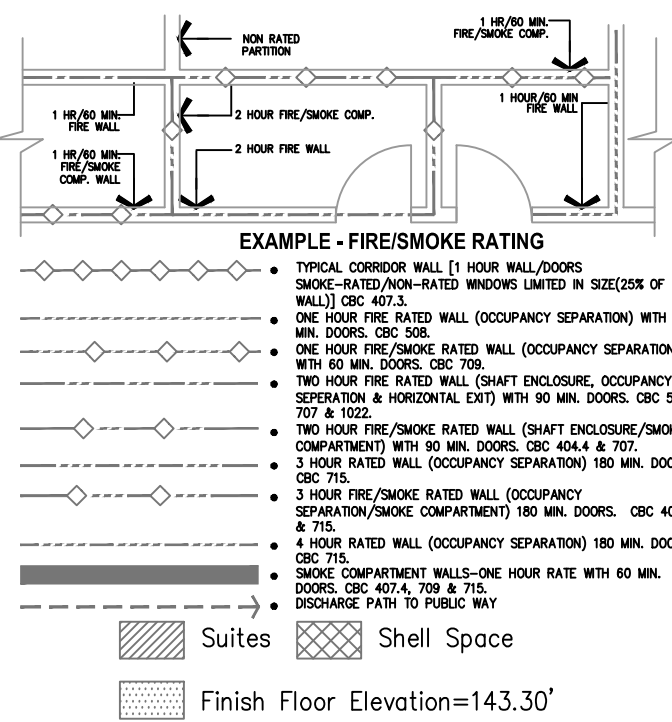 NON RATED
PARTITION
1 HR/60 MIN.
FIRE/SMOKE COMP.
1 HR/60 MIN.
FIRE WALL
2 HOUR FIRE/SMOKE COMP.
1 HOUR/60 MIN
FIRE WALL
1 HR/60 MIN.
FIRE/SMOKE
COMP. WALL
2 HOUR FIRE WALL
EXAMPLE - FIRE/SMOKE RATING
TYPICAL CORRIDOR WALL [1 HOUR WALL/DOORS
SMOKE-RATED/NON-RATED WINDOWS LIMITED IN SIZE(25% OF
WALL)] CBC 407.3.
ONE HOUR FIRE RATED WALL (OCCUPANCY SEPARATION) WITH
MIN. DOORS. CBC 508.
ONE HOUR FIRE/SMOKE RATED WALL (OCCUPANCY SEPARATION
WITH 60 MIN. DOORS. CBC 709.
TWO HOUR FIRE RATED WALL (SHAFT ENCLOSURE, OCCUPANCY
SEPERATION & HORIZONTAL EXIT) WITH 90 MIN. DOORS. CBC 5
707 & 1022.
TWO HOUR FIRE/SMOKE RATED WALL (SHAFT ENCLOSURE/SMO
COMPARTMENT) WITH 90 MIN. DOORS. CBC 404.4 & 707.
3 HOUR RATED WALL (OCCUPANCY SEPARATION) 180 MIN. DOO
CBC 715.
3 HOUR FIRE/SMOKE RATED WALL (OCCUPANCY
SEPARATION/SMOKE COMPARTMENT) 180 MIN. DOORS. CBC 40
& 715.
4 HOUR RATED WALL (OCCUPANCY SEPARATION) 180 MIN. DOO
CBC 715.
SMOKE COMPARTMENT WALLS-ONE HOUR RATE WITH 60 MIN.
DOORS. CBC 407.4, 709 & 715.
DISCHARGE PATH TO PUBLIC WAY
Suites
Shell Space
Finish Floor Elevation=143.30'